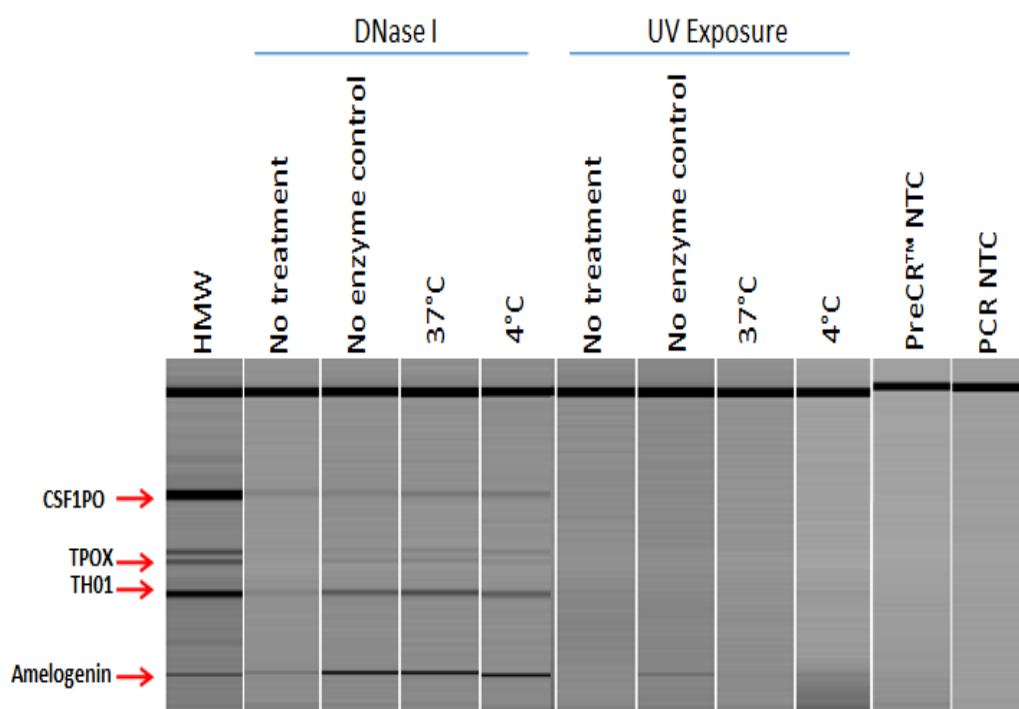 DNase I
UV Exposure
HMW
No treatment
No enzyme control
37°C
4°C
No treatment
No enzyme control
37°C
4°C
PreCR™ NTC
PCR NTC
CSF1PO
TPOX
TH01
Amelogenin